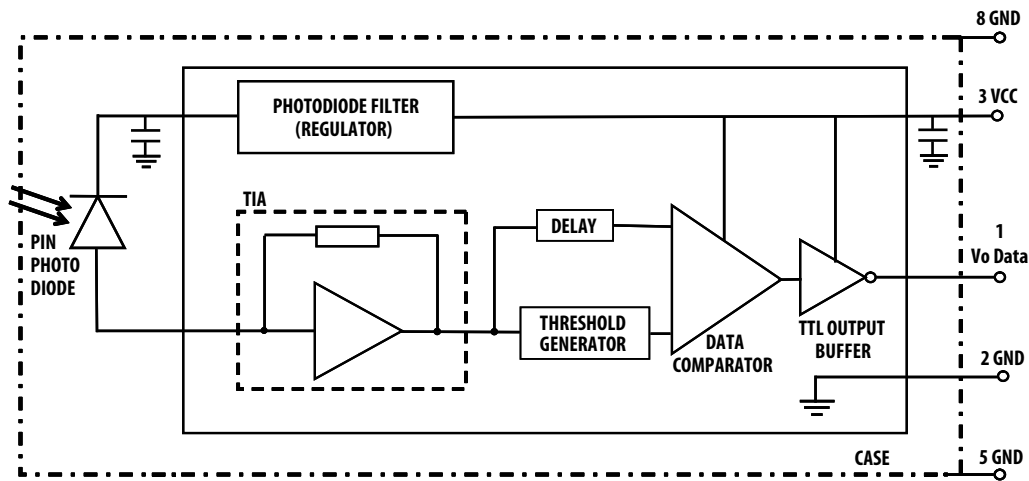 8 GND
PHOTODIODE FILTER
(REGULATOR)
3 VCC
TIA
PIN
PHOTO
DIODE
DELAY
1
Vo Data
THRESHOLD
GENERATOR
DATA
COMPARATOR
TTL OUTPUT
BUFFER
2 GND
CASE
5 GND